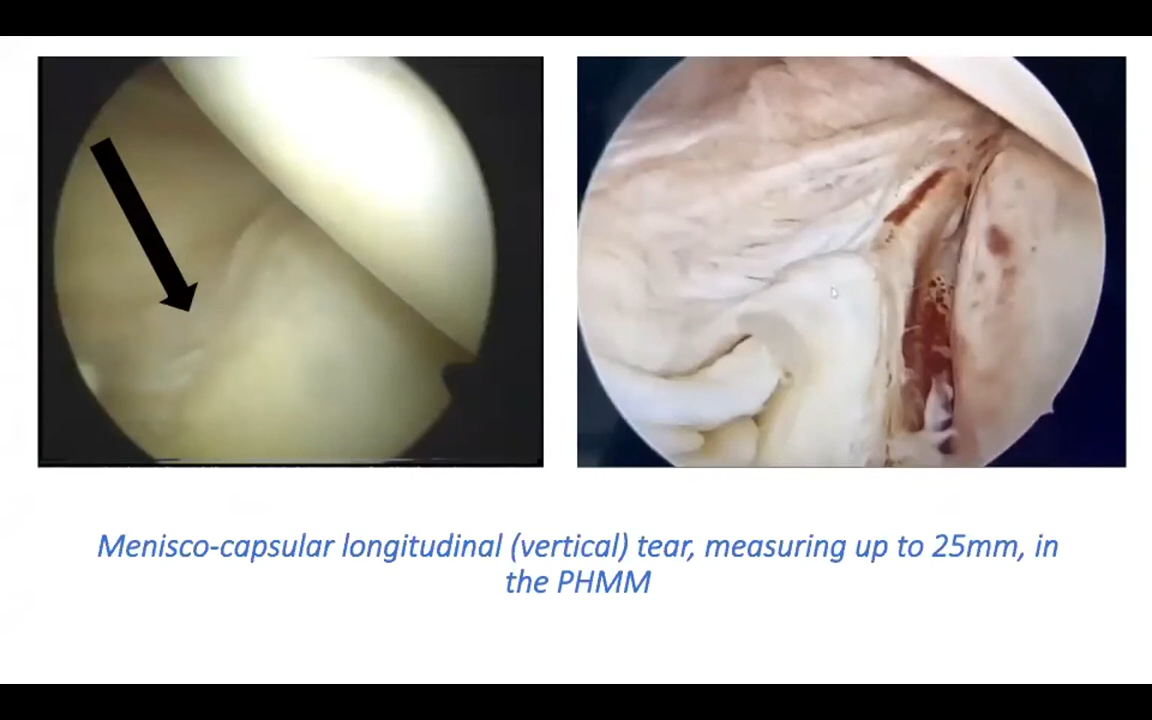 Menisco-capsular longitudinal (vertical) tear, measuring up to 25mm, in
the PHMM